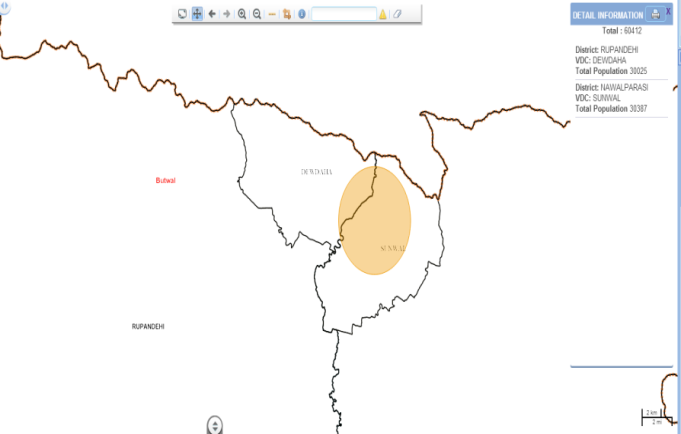 DETAIL INFORMATION
X
Total : 60412
District: RUPANDEHI
VDC: DEWDAHA
Total Population 30025
District: NAWALPARASI
VDC: SUNWAL
Total Population 30387
DEWDAHA
Butwal
SUNWAL
RUPANDEHI
2 km
2 mi